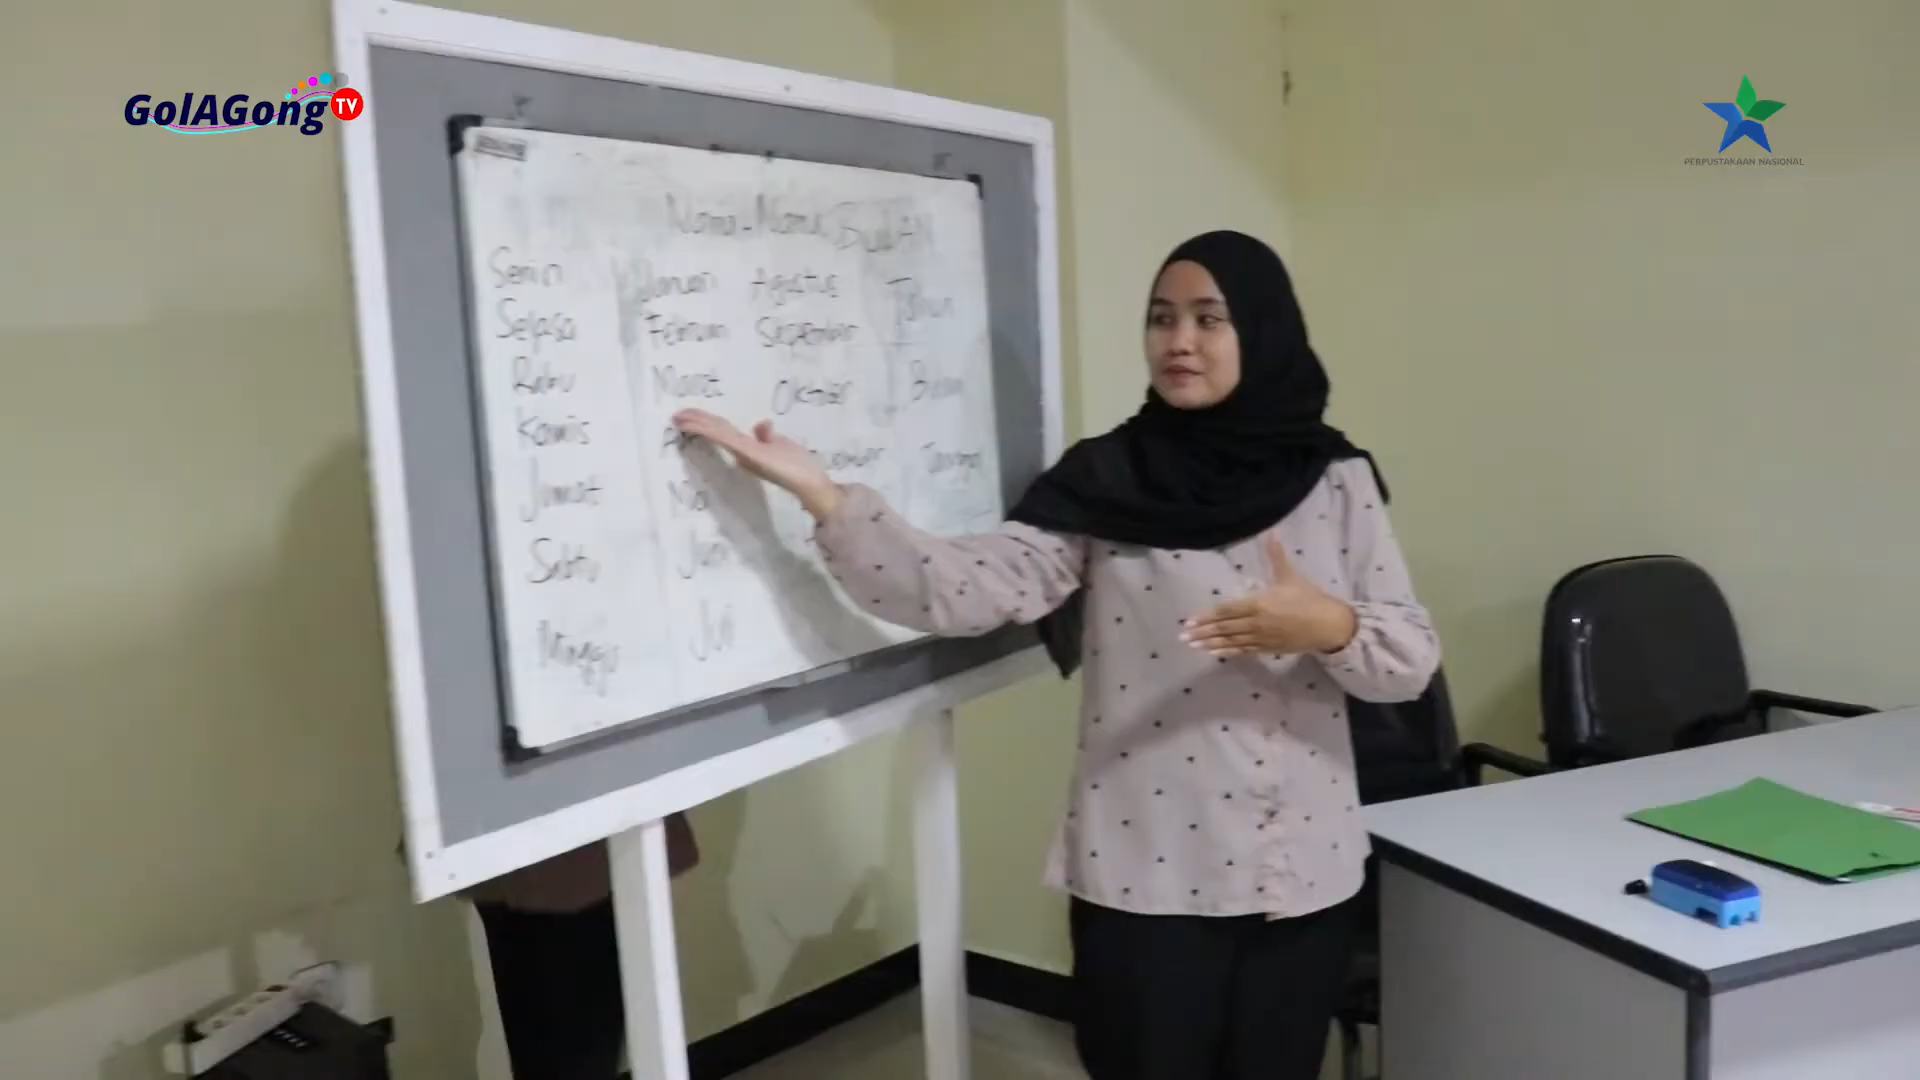 GolAGong TV
PERPUSTAKAAN NASIONAL
Nama-Nama BulAN
Senin
Selasa
Rabu
Kamis
Jumat
Sabtu
Minggu
Januari
Februari
Maret
Juni
Juli
Agustus
September
Oktober
Tahun
Bulan